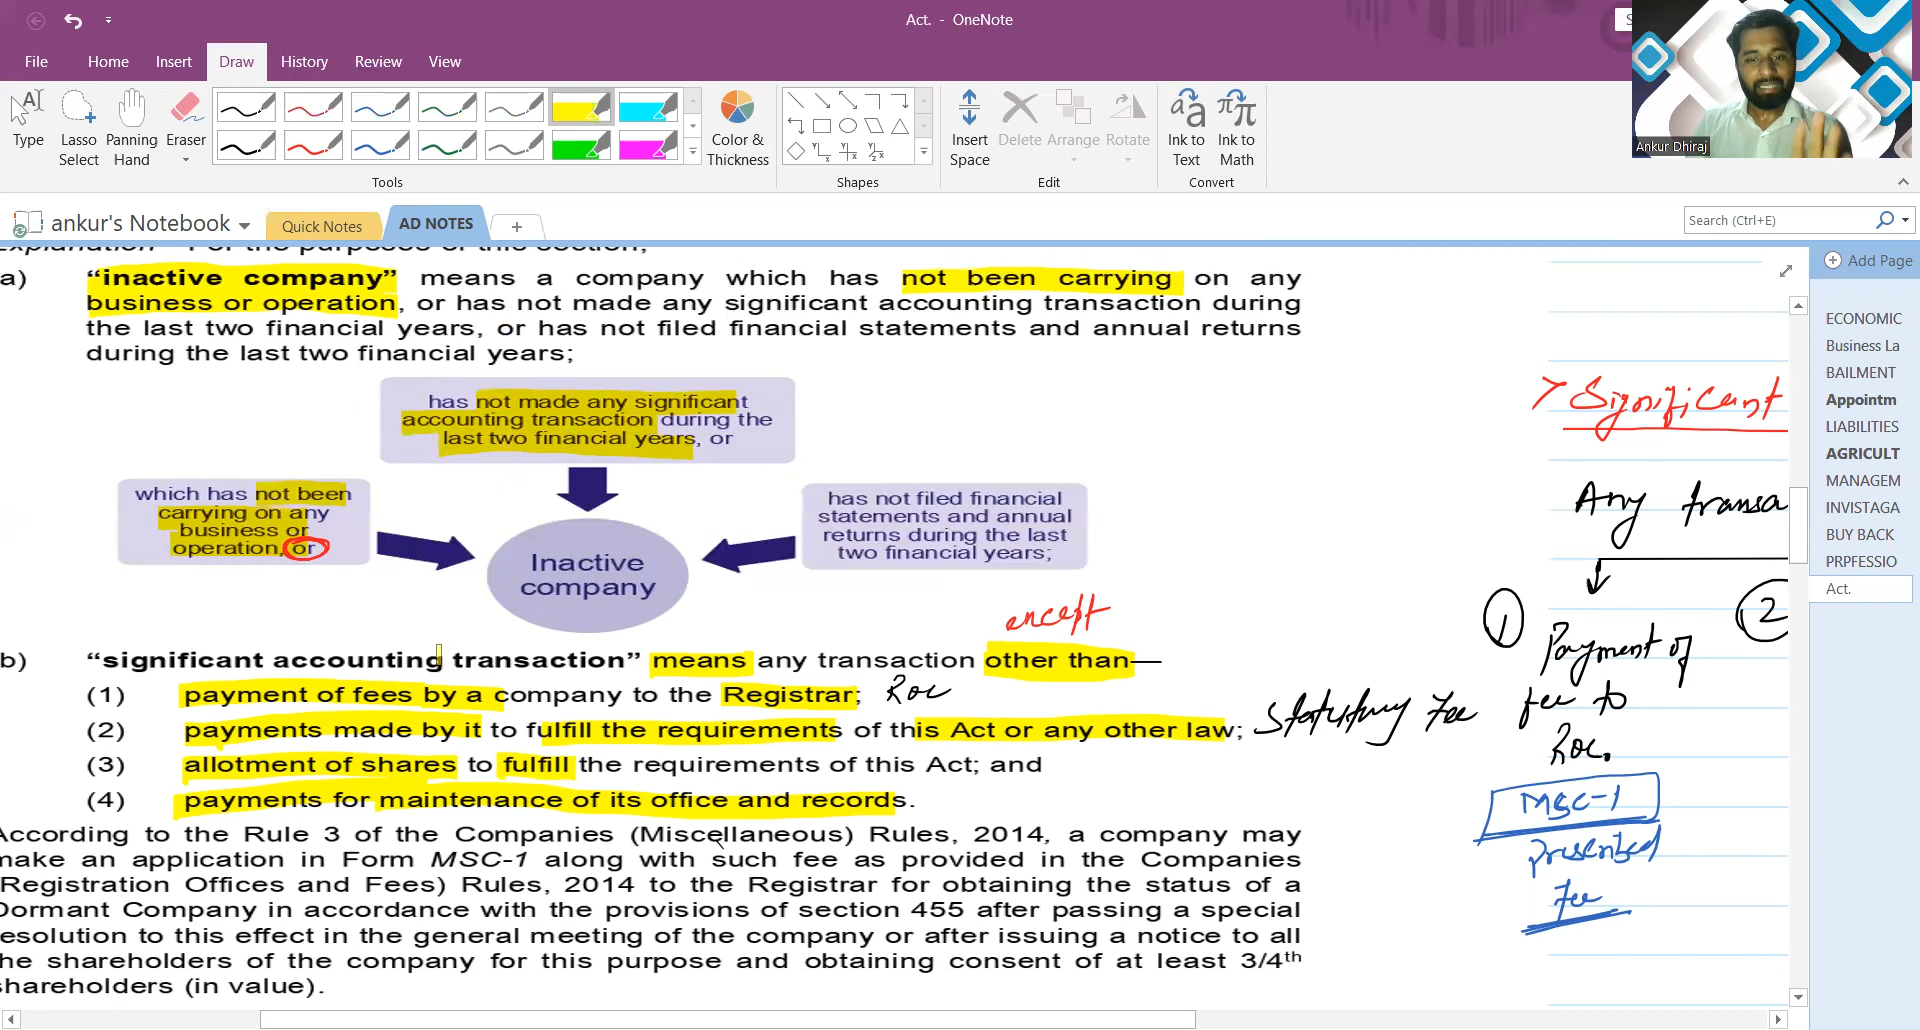 Act. - OneNote
File Home Insert Draw History Review View
Type Lasso Select Panning Hand Eraser
Color & Thickness
Insert Space Delete Arrange Rotate
Ink to Text Ink to Math
Tools Shapes Edit Convert
Ankur Dhiraj
ankur's Notebook Quick Notes AD NOTES +
Search (Ctrl+E)
Add Page
ECONOMIC
Business La
BAILMENT
Appointm
LIABILITIES
AGRICULT
MANAGEM
INVISTAGA
BUY BACK
PRPFESSIO
Act.
a) “inactive company” means a company which has not been carrying on any
business or operation, or has not made any significant accounting transaction during
the last two financial years, or has not filed financial statements and annual returns
during the last two financial years;
has not made any significant
accounting transaction during the
last two financial years, or
which has not been
carrying on any
business or
operation, or
has not filed financial
statements and annual
returns during the last
two financial years;
Inactive
company
except
b) “significant accounting transaction” means any transaction other than—
(1) payment of fees by a company to the Registrar; ROC
(2) payments made by it to fulfill the requirements of this Act or any other law; Statutory Fee
(3) allotment of shares to fulfill the requirements of this Act; and
(4) payments for maintenance of its office and records.
According to the Rule 3 of the Companies (Miscellaneous) Rules, 2014, a company may
make an application in Form MSC-1 along with such fee as provided in the Companies
Registration Offices and Fees) Rules, 2014 to the Registrar for obtaining the status of a
Dormant Company in accordance with the provisions of section 455 after passing a special
resolution to this effect in the general meeting of the company or after issuing a notice to all
the shareholders of the company for this purpose and obtaining consent of at least 3/4th
shareholders (in value).
Significant
Any transa
1
2
Payment of
fee to
ROC.
MSC-1
prescribed
Fee